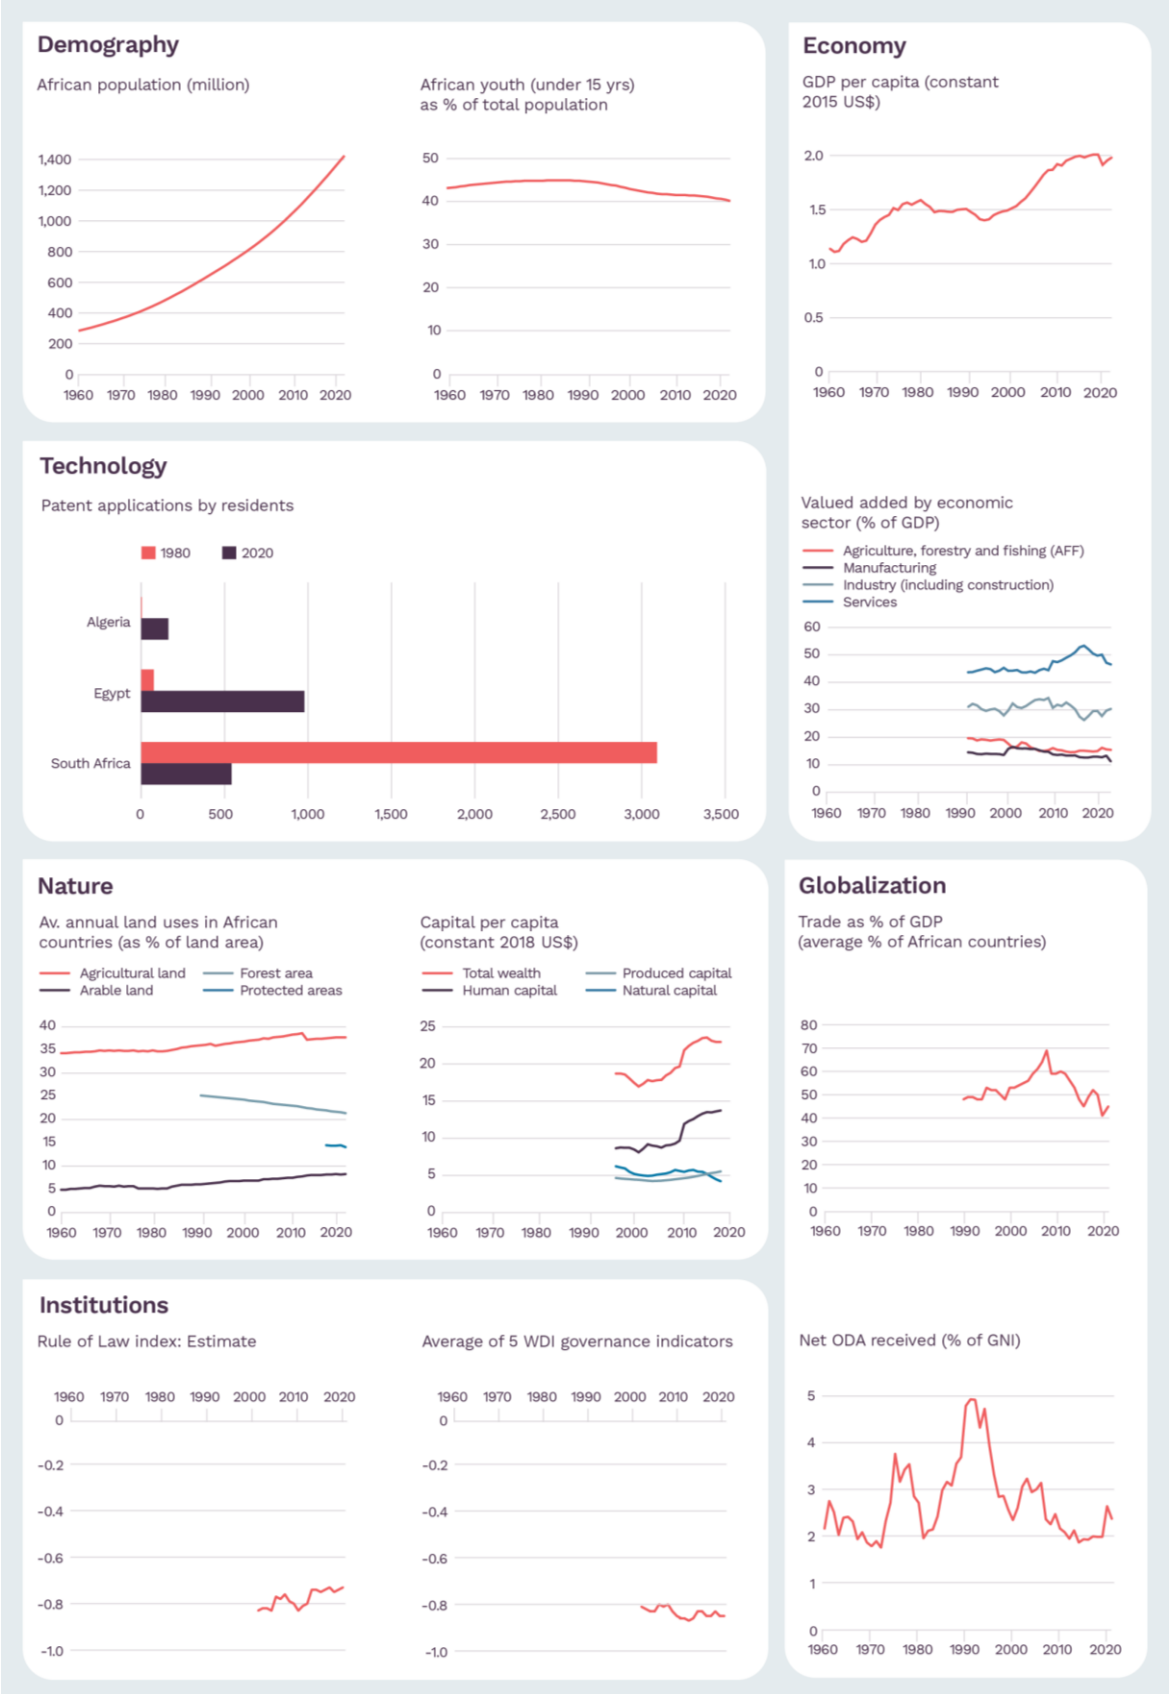 Demography
African population (million)
1,400
1,200
1,000
800
600
400
200
0
1960 1970 1980 1990 2000 2010 2020
African youth (under 15 yrs)
as % of total population
50
40
30
20
10
0
1960 1970 1980 1990 2000 2010 2020
Economy
GDP per capita (constant
2015 US$)
2.0
1.5
1.0
0.5
0
1960 1970 1980 1990 2000 2010 2020
Valued added by economic
sector (% of GDP)
Agriculture, forestry and fishing (AFF)
Manufacturing
Industry (including construction)
Services
60
50
40
30
20
10
0
1960 1970 1980 1990 2000 2010 2020
Technology
Patent applications by residents
1980 2020
Algeria
Egypt
South Africa
0 500 1,000 1,500 2,000 2,500 3,000 3,500
Nature
Av. annual land uses in African
countries (as % of land area)
Agricultural land Forest area
Arable land Protected areas
40
35
30
25
20
15
10
5
0
1960 1970 1980 1990 2000 2010 2020
Capital per capita
(constant 2018 US$)
Total wealth Produced capital
Human capital Natural capital
25
20
15
10
5
0
1960 1970 1980 1990 2000 2010 2020
Globalization
Trade as % of GDP
(average % of African countries)
80
70
60
50
40
30
20
10
0
1960 1970 1980 1990 2000 2010 2020
Net ODA received (% of GNI)
5
4
3
2
1
0
1960 1970 1980 1990 2000 2010 2020
Institutions
Rule of Law index: Estimate
1960 1970 1980 1990 2000 2010 2020
0
-0.2
-0.4
-0.6
-0.8
-1.0
Average of 5 WDI governance indicators
1960 1970 1980 1990 2000 2010 2020
0
-0.2
-0.4
-0.6
-0.8
-1.0